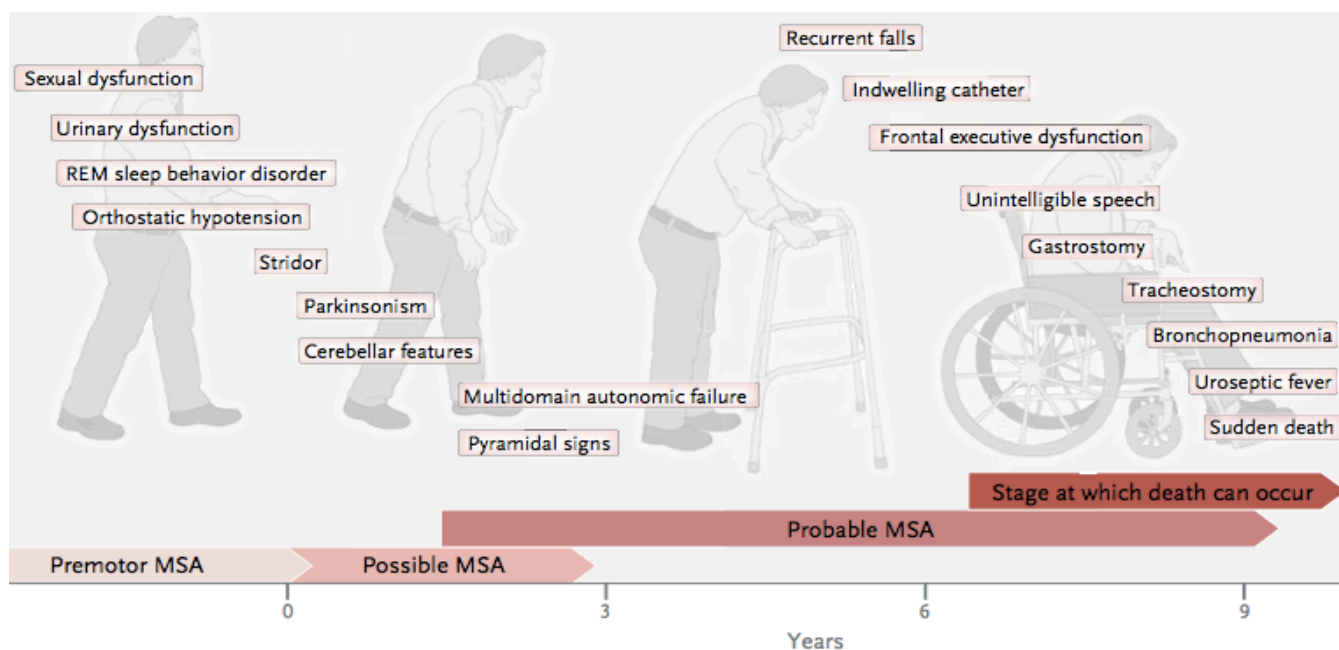 Recurrent falls
Sexual dysfunction
Indwelling catheter
Urinary dysfunction
Frontal executive dysfunction
REM sleep behavior disorder
Unintelligible speech
Orthostatic hypotension
Gastrostomy
Stridor
Tracheostomy
Parkinsonism
Bronchopneumonia
Cerebellar features
Uroseptic fever
Multidomain autonomic failure
Sudden death
Pyramidal signs
Stage at which death can occur
Probable MSA
Premotor MSA Possible MSA
0 3 6 9
Years